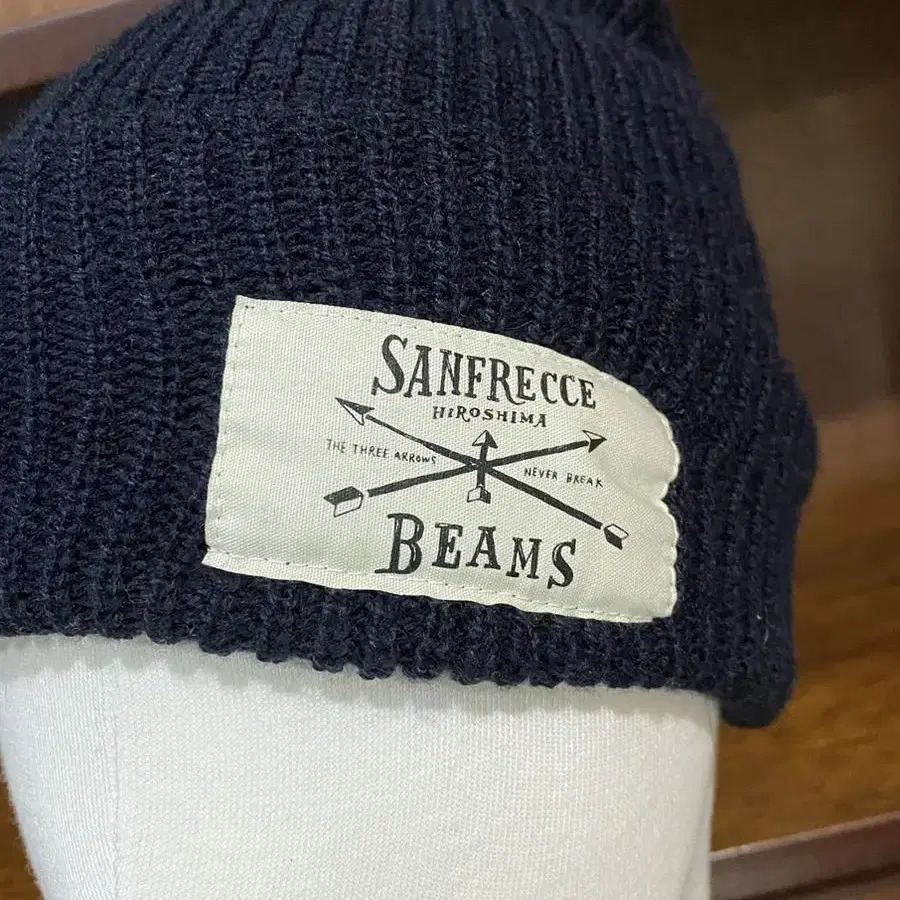 SANFRECCE
HIROSHIMA
THE THREE ARROWS NEVER BREAK
BEAMS